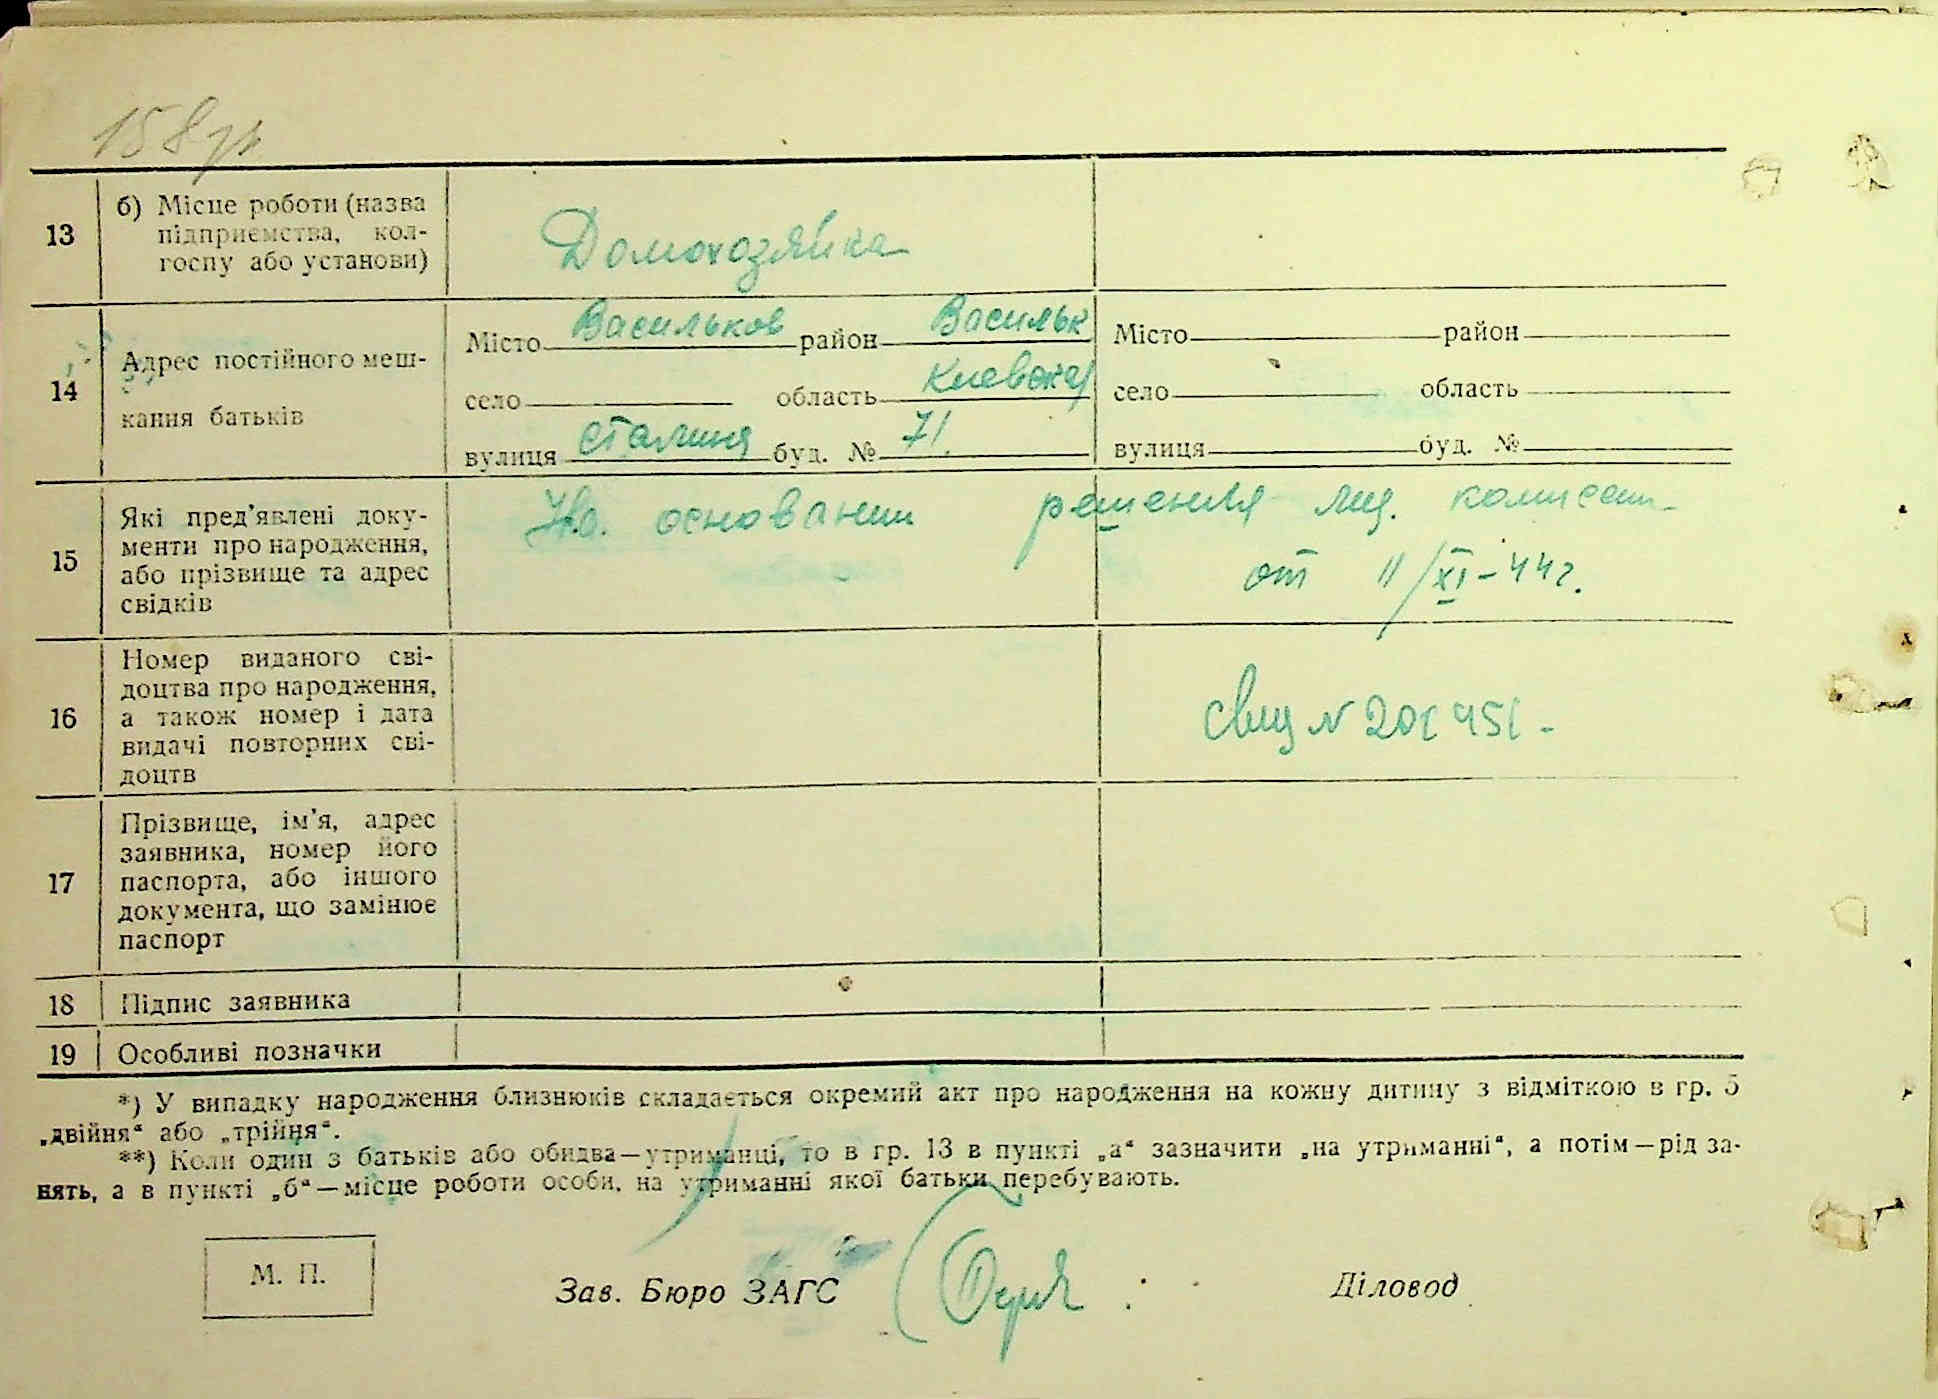 158
13 б) Місце роботи (назва
підприємства, кол-
госпу або установи)
Домохозяйка
14 Адрес постійного меш-
кання батьків
Місто Васильков район Васильк
село область Киевская
вулиця Сталина буд. № 71.
Місто район
село область
вулиця буд. №
15 Які пред'явлені доку-
менти про народження,
або прізвище та адрес
свідків
На основании решения комисии
от 11/XI-44г.
16 Номер виданого сві-
доцтва про народження,
а також номер і дата
видачі повторних сві-
доцтв
свид N 201451-
17 Прізвище, ім'я, адрес
заявника, номер його
паспорта, або іншого
документа, що замінює
паспорт
18 Підпис заявника
19 Особливі позначки
*) У випадку народження близнюків складається окремий акт про народження на кожну дитину з відміткою в гр. 5
„двійня“ або „трійня“.
**) Коли один з батьків або обидва—утриманці, то в гр. 13 в пункті „а“ зазначити „на утриманні“, а потім—рід за-
нять, а в пункті „б“—місце роботи особи, на утриманні якої батьки перебувають.
М. П.
Зав. Бюро ЗАГС
Діловод